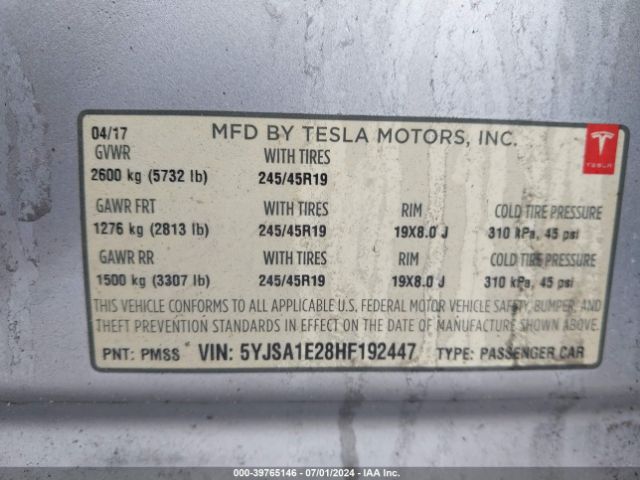 04/17 MFD BY TESLA MOTORS, INC.
GVWR WITH TIRES
2600 kg (5732 lb) 245/45R19
GAWR FRT WITH TIRES RIM COLD TIRE PRESSURE
1276 kg (2813 lb) 245/45R19 19X8.0 J 310 kPa, 45 psi
GAWR RR WITH TIRES RIM COLD TIRE PRESSURE
1500 kg (3307 lb) 245/45R19 19X8.0 J 310 kPa, 45 psi
THIS VEHICLE CONFORMS TO ALL APPLICABLE U.S. FEDERAL MOTOR VEHICLE SAFETY, BUMPER, AND
THEFT PREVENTION STANDARDS IN EFFECT ON THE DATE OF MANUFACTURE SHOWN ABOVE.
PNT: PMSS VIN: 5YJSA1E28HF192447 TYPE: PASSENGER CAR
TESLA
000-39765146 - 07/01/2024 - IAA Inc.